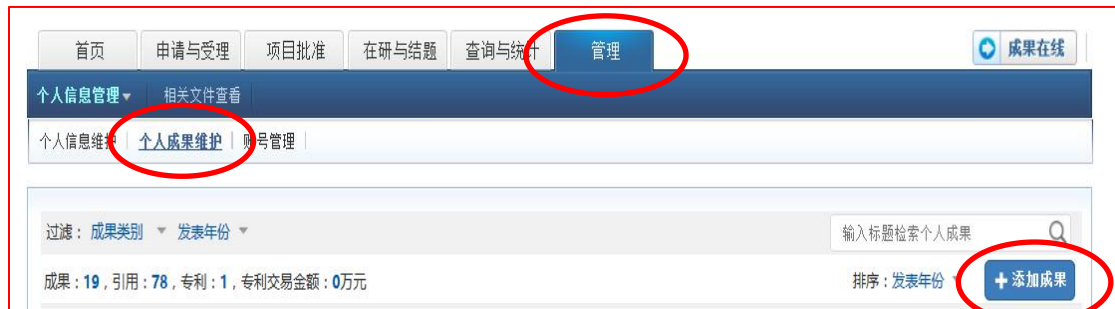 首页 申请与受理 项目批准 在研与结题 查询与统计 管理 成果在线
个人信息管理 相关文件查看
个人信息维护 个人成果维护 账号管理
过滤： 成果类别 发表年份 输入标题检索个人成果
成果：19，引用：78，专利：1，专利交易金额：0万元 排序：发表年份 +添加成果